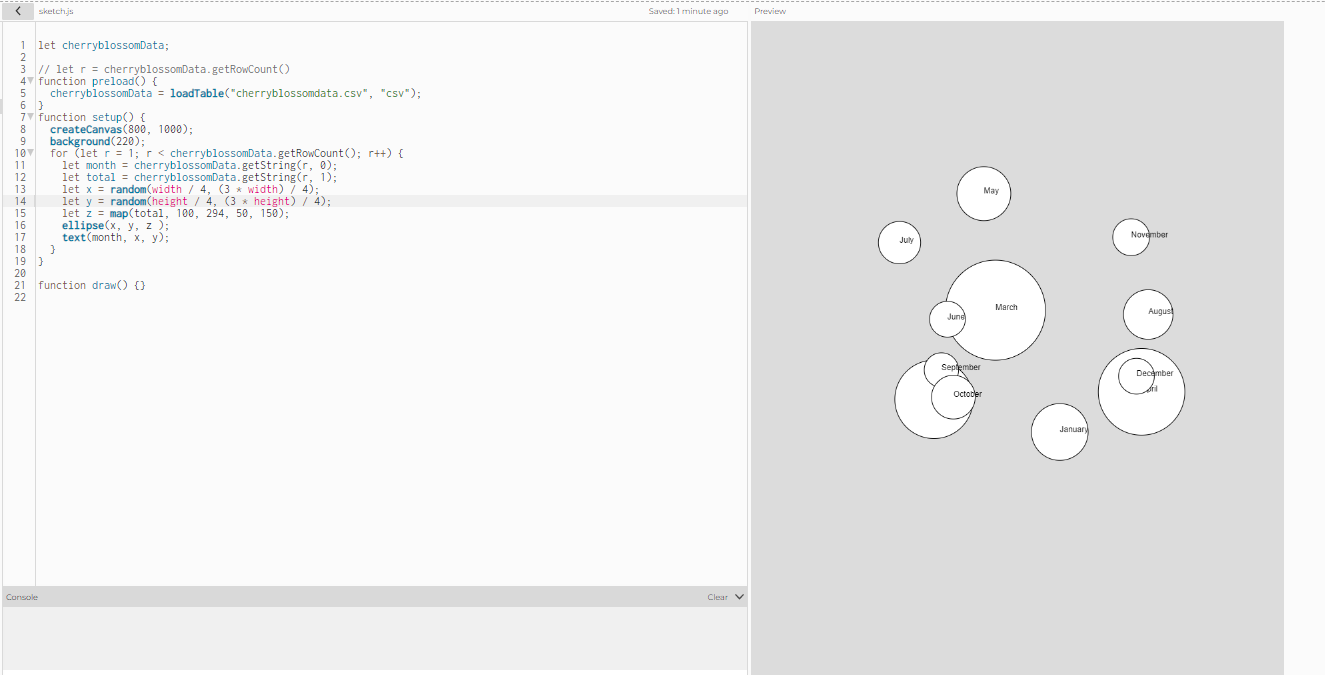 sketch.js
Saved: 1 minute ago
Preview
1 let cherryblossomData;
2
3 // let r = cherryblossomData.getRowCount()
4 function preload() {
5 cherryblossomData = loadTable("cherryblossomdata.csv", "csv");
6 }
7 function setup() {
8 createCanvas(800, 1000);
9 background(220);
10 for (let r = 1; r < cherryblossomData.getRowCount(); r++) {
11 let month = cherryblossomData.getString(r, 0);
12 let total = cherryblossomData.getString(r, 1);
13 let x = random(width / 4, (3 * width) / 4);
14 let y = random(height / 4, (3 * height) / 4);
15 let z = map(total, 100, 294, 50, 150);
16 ellipse(x, y, z );
17 text(month, x, y);
18 }
19 }
20
21 function draw() {}
22
Console
Clear
May
July
November
March
June
August
September
December
ril
October
January